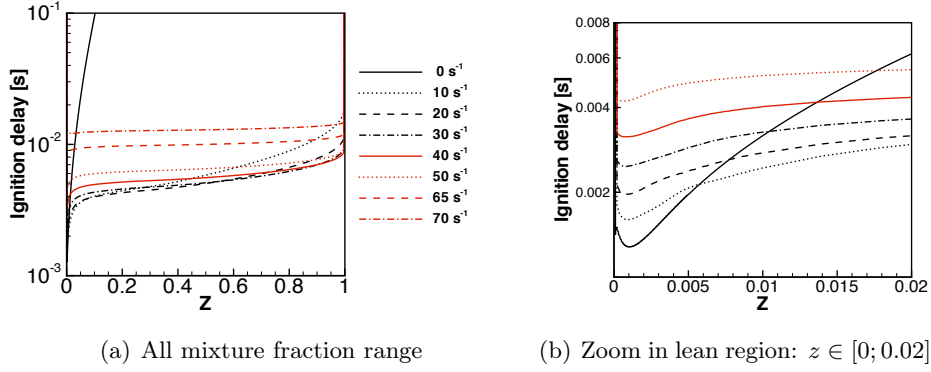 Ignition delay [s]
10⁻¹
10⁻²
10⁻³
0
0.2
0.4
0.6
0.8
1
Z
0 s⁻¹
10 s⁻¹
20 s⁻¹
30 s⁻¹
40 s⁻¹
50 s⁻¹
65 s⁻¹
70 s⁻¹
Ignition delay [s]
0.008
0.006
0.004
0.002
0
0.005
0.01
0.015
0.02
Z
(a) All mixture fraction range
(b) Zoom in lean region: z ∈ [0; 0.02]